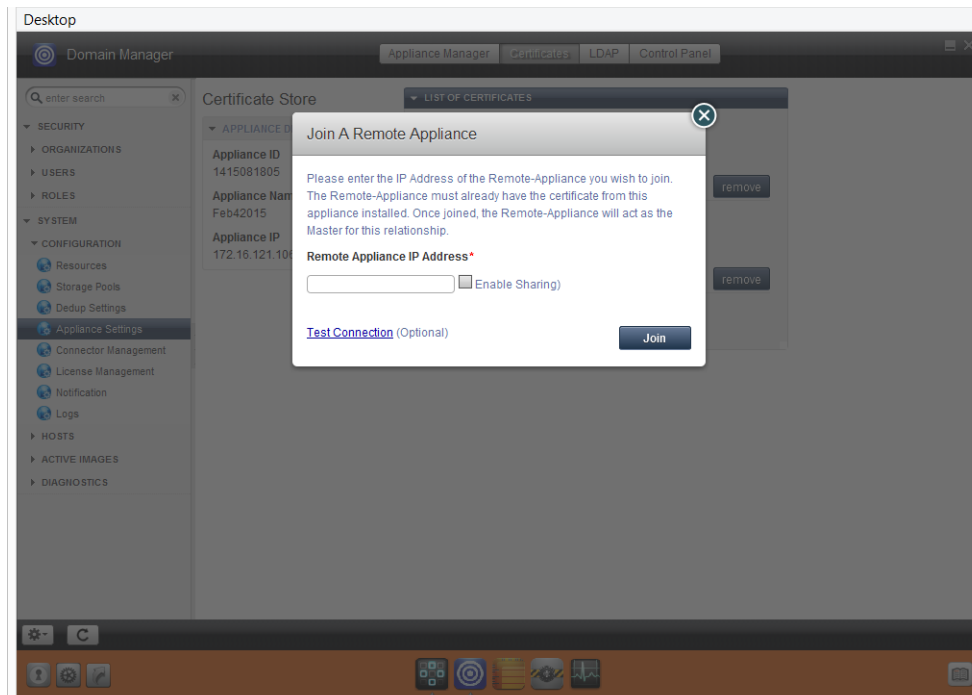 Desktop
Domain Manager
Appliance Manager
Certificates
LDAP
Control Panel
enter search
SECURITY
ORGANIZATIONS
USERS
ROLES
SYSTEM
CONFIGURATION
Resources
Storage Pools
Dedup Settings
Appliance Settings
Connector Management
License Management
Notification
Logs
HOSTS
ACTIVE IMAGES
DIAGNOSTICS
Certificate Store
APPLIANCE
Appliance ID
1415081805
Appliance
Feb42015
Appliance IP
LIST OF CERTIFICATES
remove
remove
Join A Remote Appliance
Please enter the IP Address of the Remote-Appliance you wish to join.
The Remote-Appliance must already have the certificate from this
appliance installed. Once joined, the Remote-Appliance will act as the
Master for this relationship.
Remote Appliance IP Address*
Enable Sharing)
Test Connection (Optional)
Join